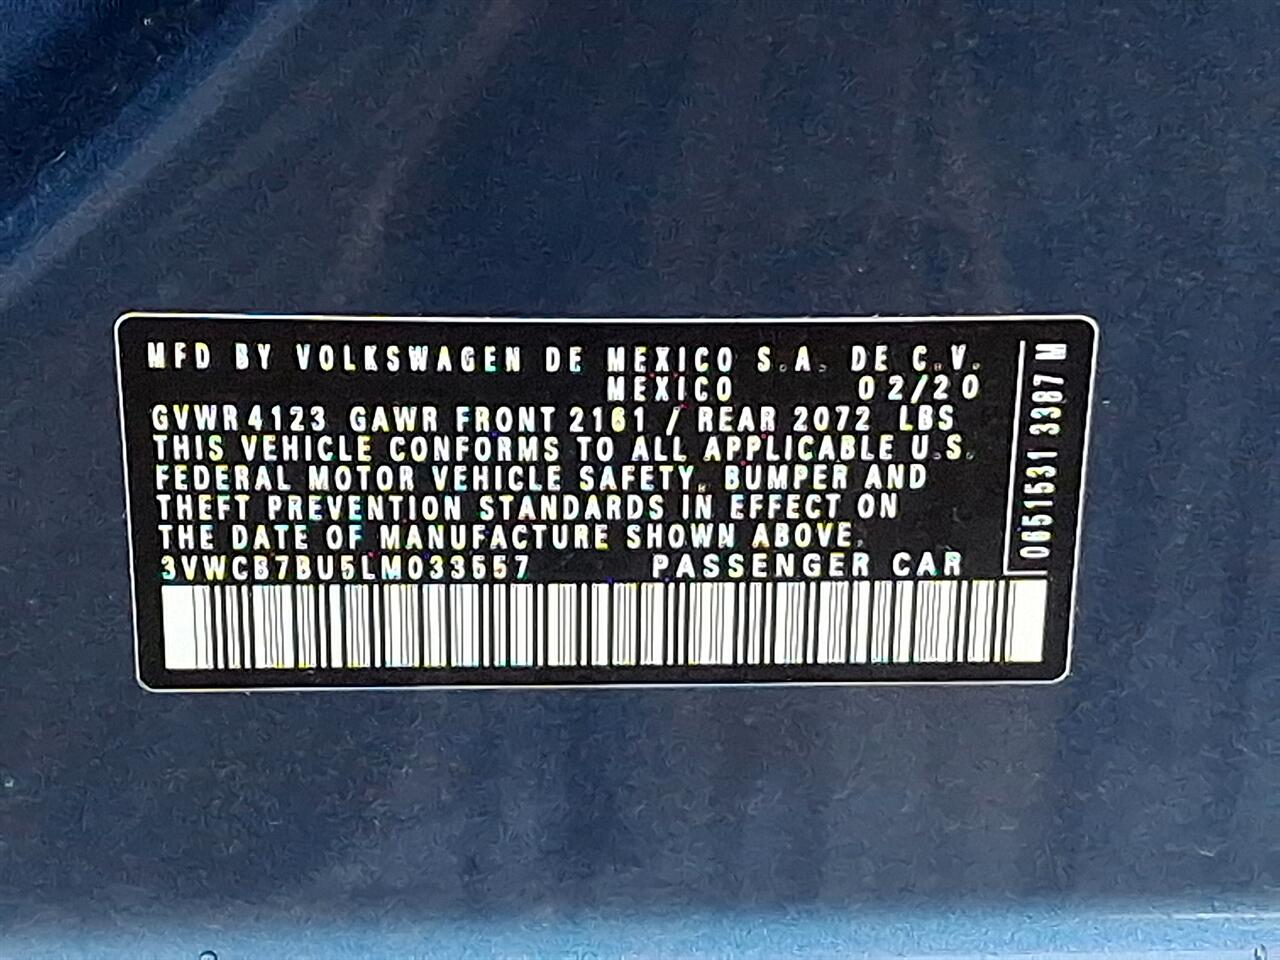 MFD BY VOLKSWAGEN DE MEXICO S.A. DE C.V.
MEXICO 02/20
GVWR 4123 GAWR FRONT 2161 / REAR 2072 LBS
THIS VEHICLE CONFORMS TO ALL APPLICABLE U.S.
FEDERAL MOTOR VEHICLE SAFETY, BUMPER AND
THEFT PREVENTION STANDARDS IN EFFECT ON
THE DATE OF MANUFACTURE SHOWN ABOVE.
3VWCB7BU5LM033557 PASSENGER CAR
0651531 3387 M